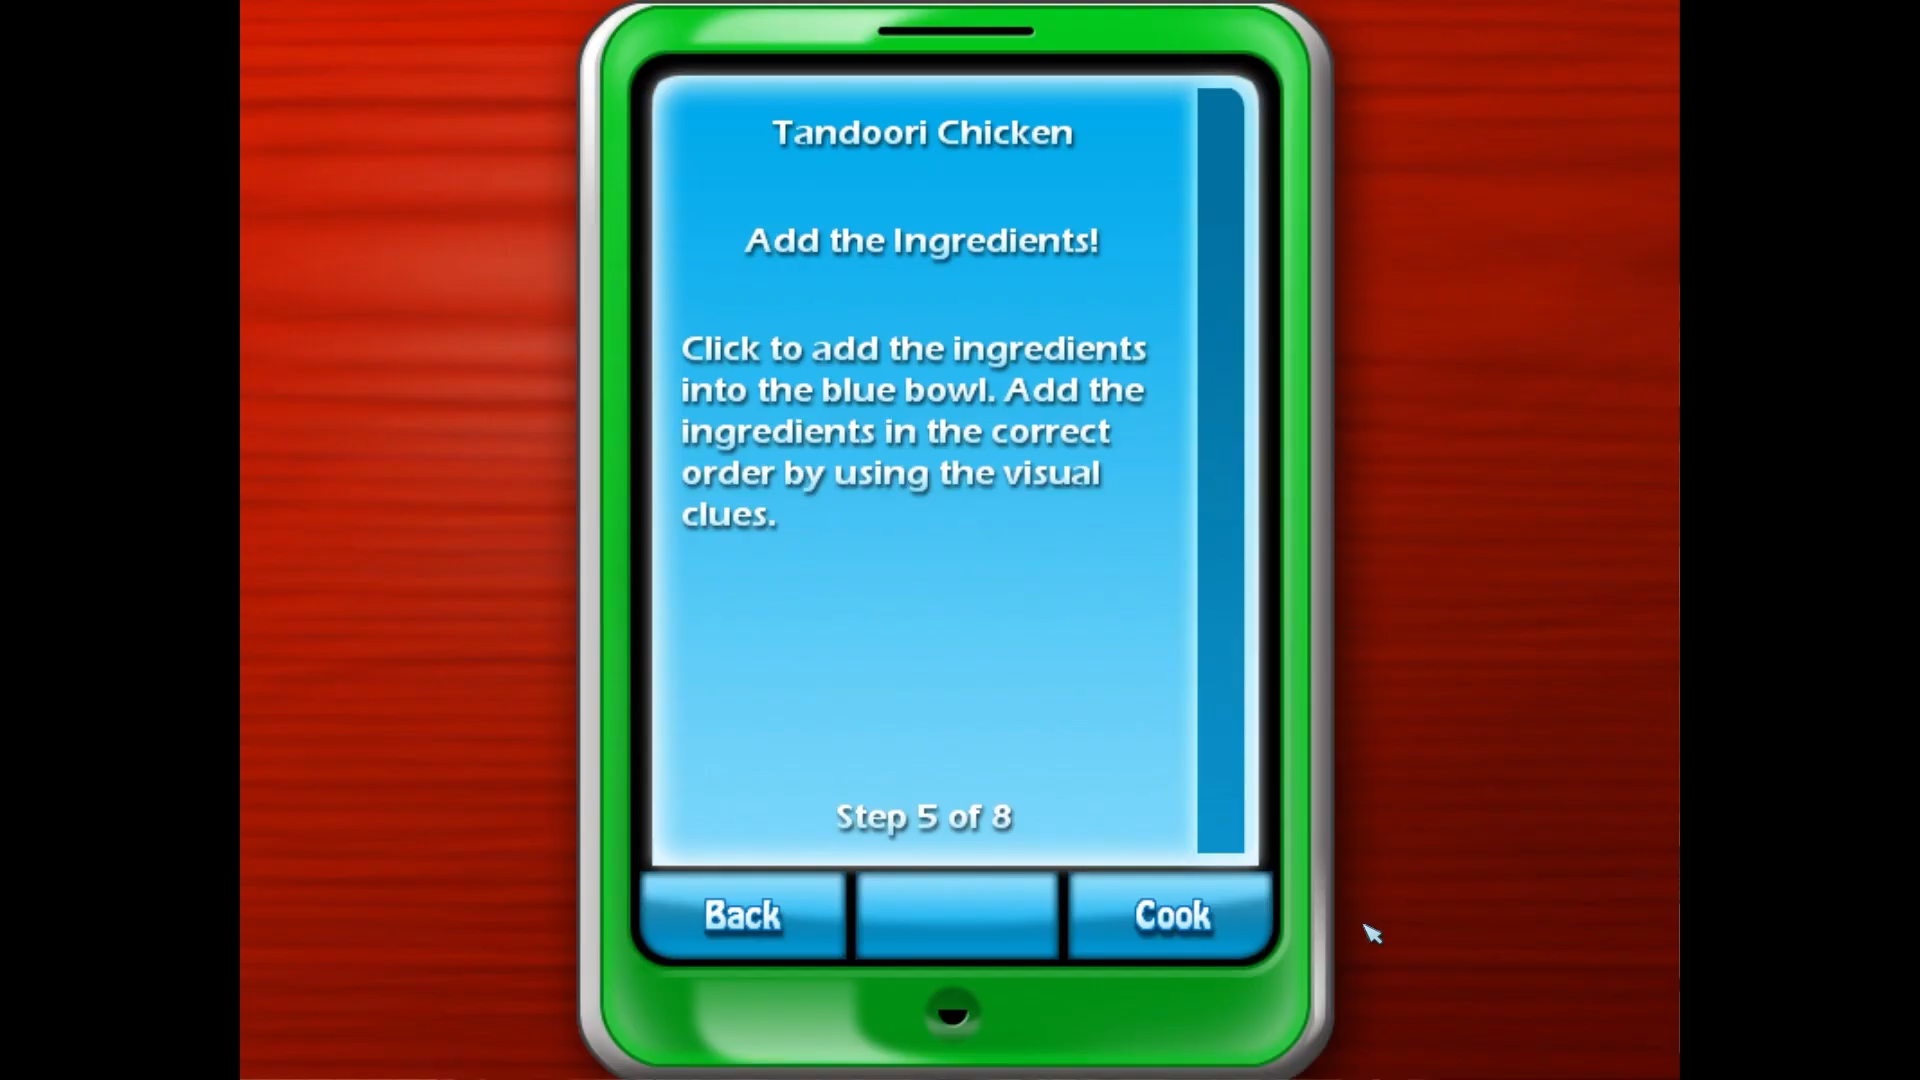 Tandoori Chicken
Add the Ingredients!
Click to add the ingredients
into the blue bowl. Add the
ingredients in the correct
order by using the visual
clues.
Step 5 of 8
Back
Cook